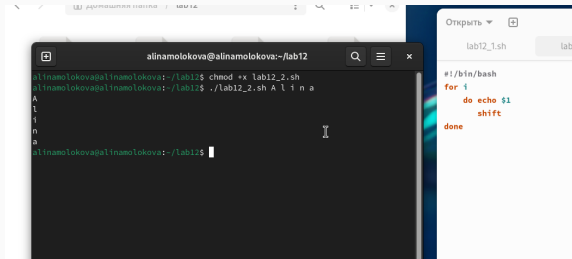 Домашняя папка / lab12
Открыть
alinamolokova@alinamolokova:~/lab12
lab12_1.sh
lab
alinamolokova@alinamolokova:~/lab12$ chmod +x lab12_2.sh
alinamolokova@alinamolokova:~/lab12$ ./lab12_2.sh A l i n a
A
l
i
n
a
alinamolokova@alinamolokova:~/lab12$
#!/bin/bash
for i
do echo $1
shift
done